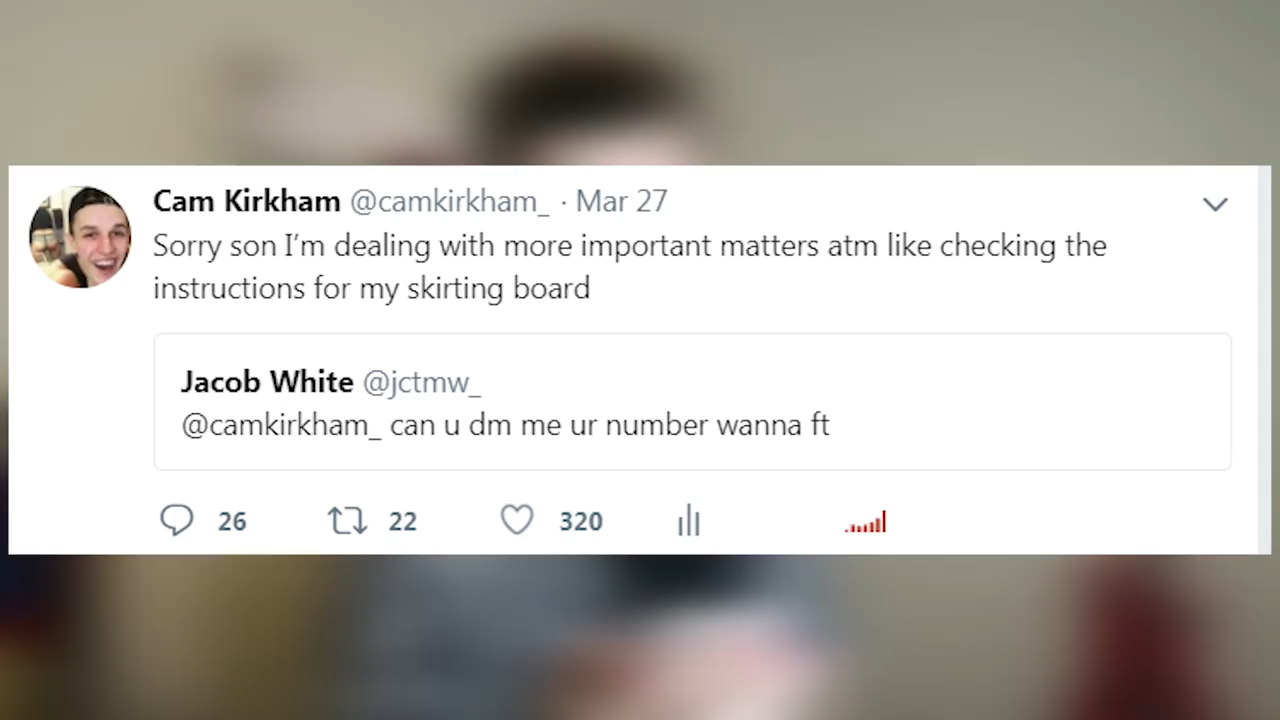 Cam Kirkham @camkirkham_ · Mar 27
Sorry son I'm dealing with more important matters atm like checking the
instructions for my skirting board
Jacob White @jctmw_
@camkirkham_ can u dm me ur number wanna ft
26 22 320